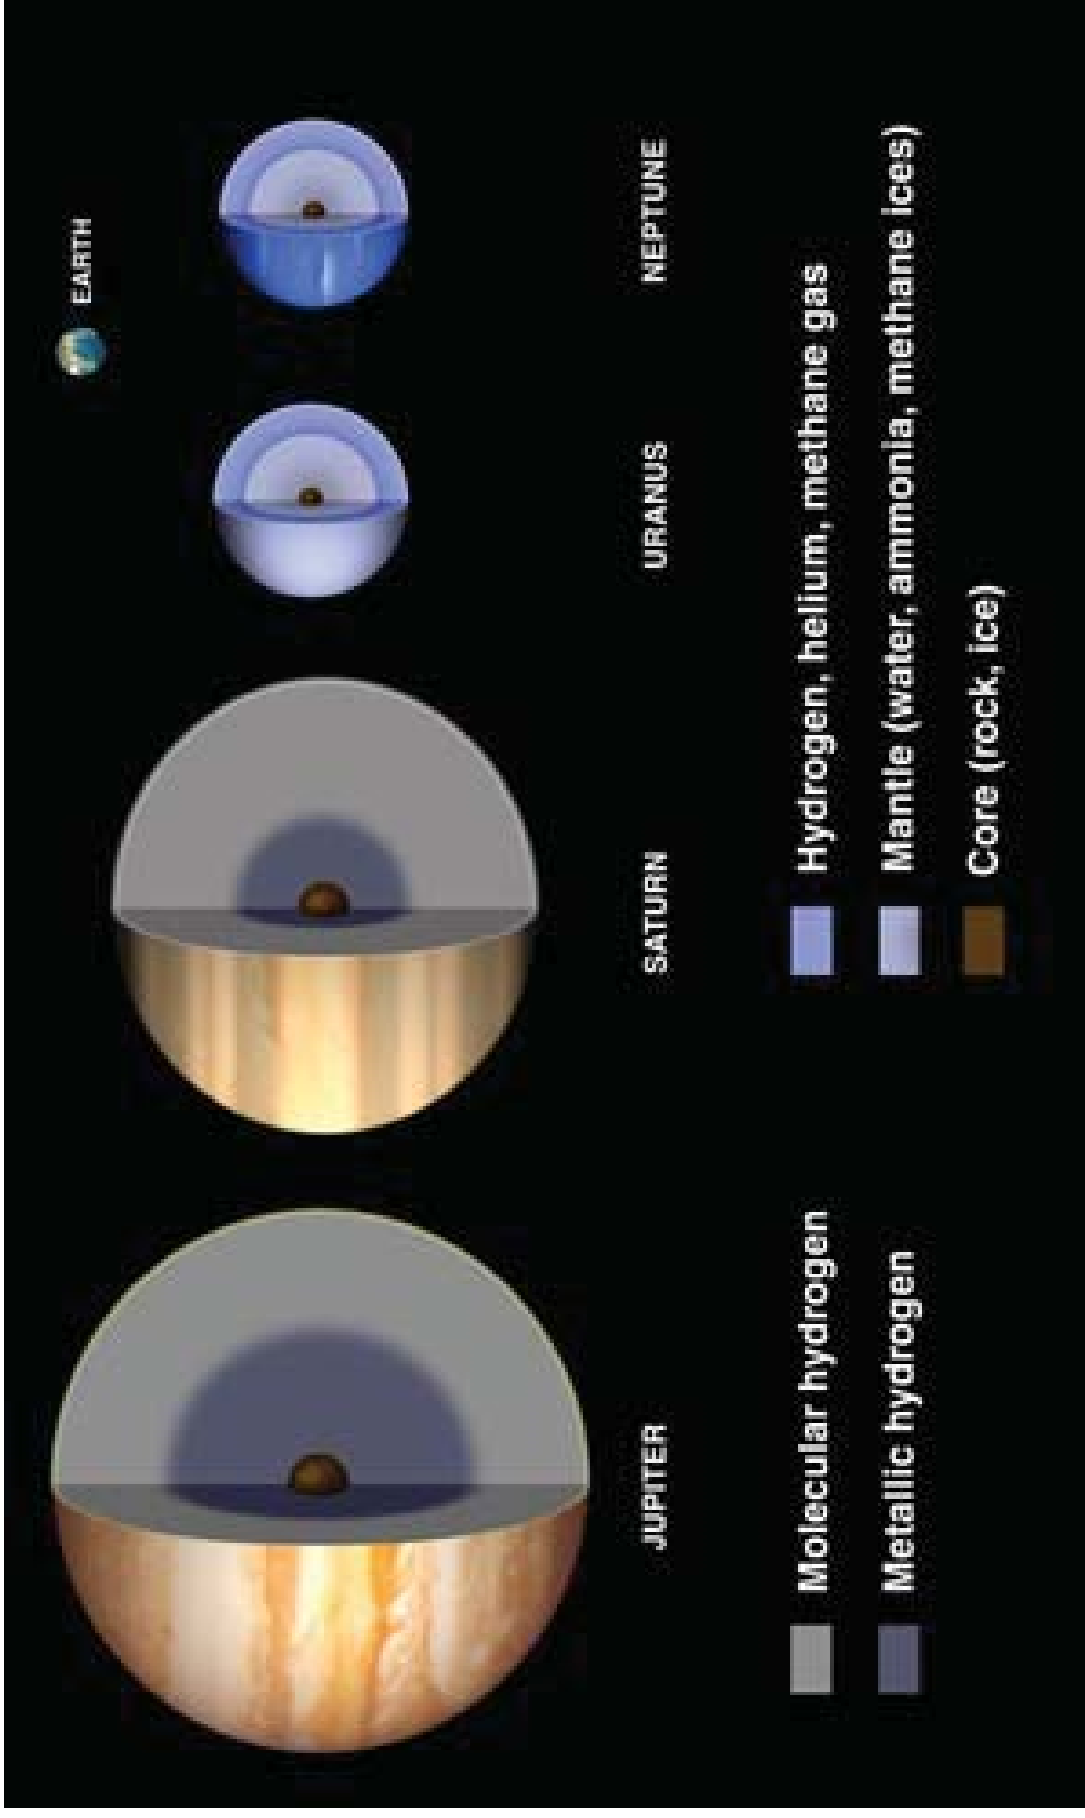 EARTH
JUPITER
SATURN
URANUS
NEPTUNE
Molecular hydrogen
Metallic hydrogen
Hydrogen, helium, methane gas
Mantle (water, ammonia, methane ices)
Core (rock, ice)